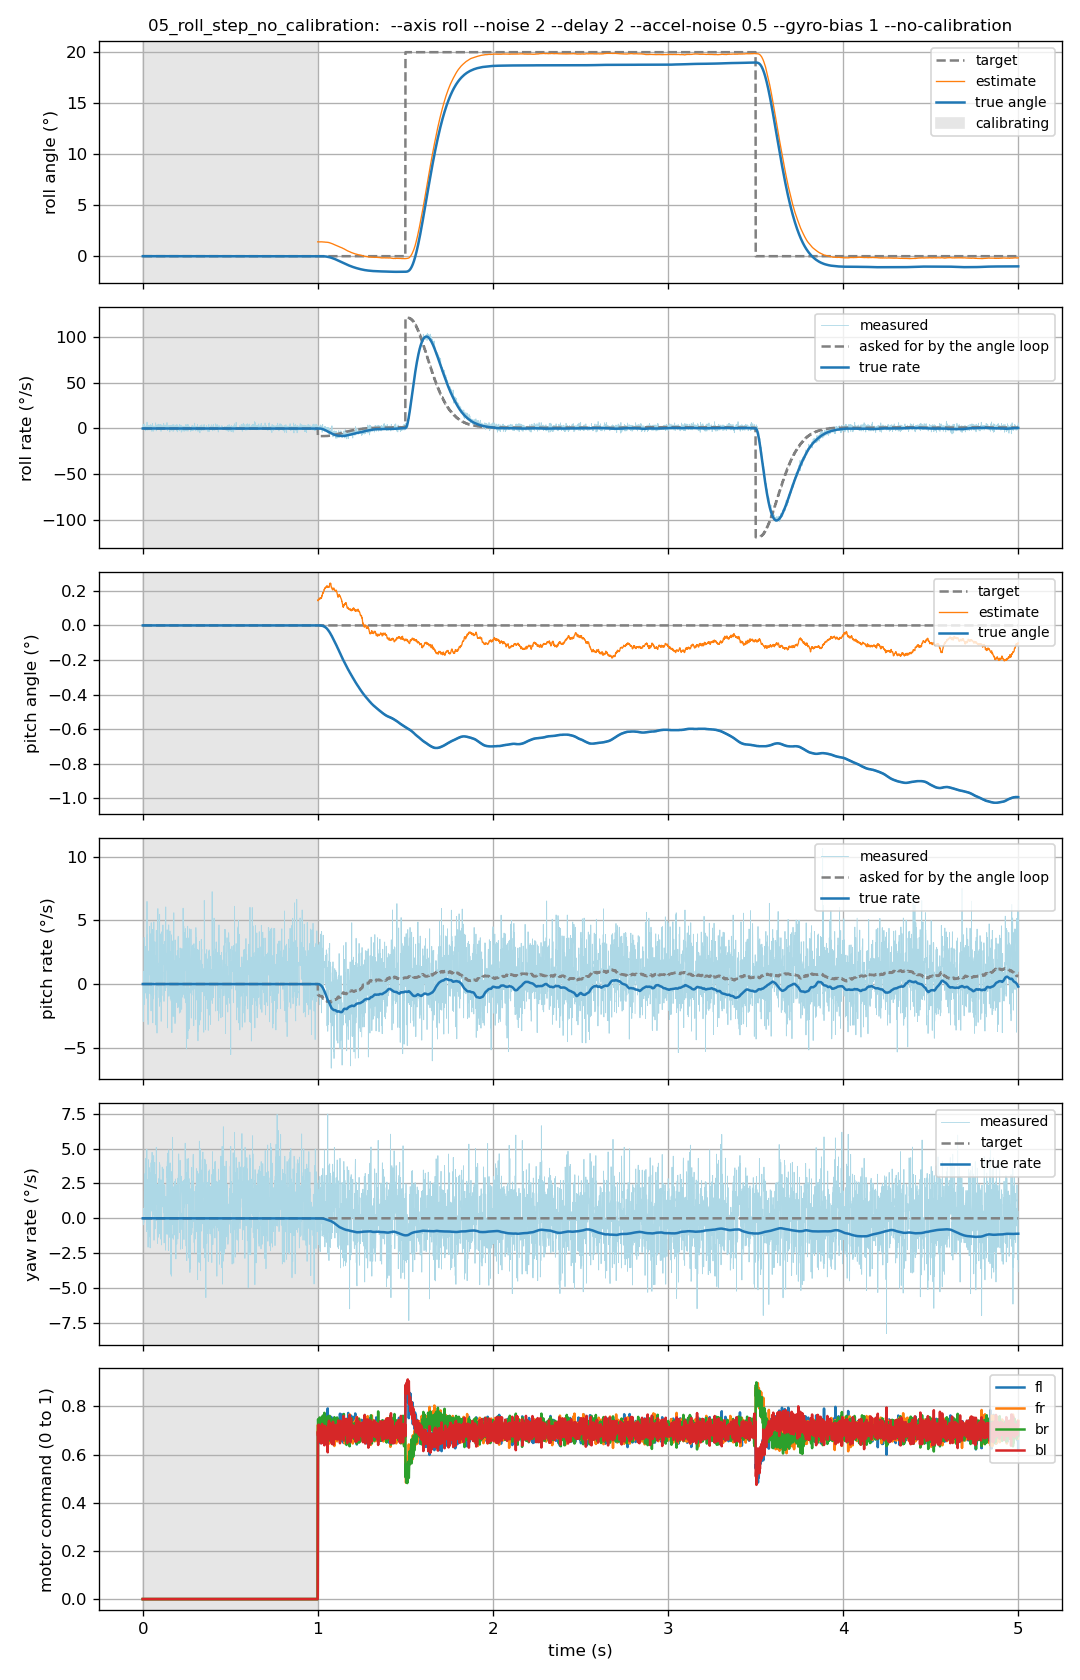 05_roll_step_no_calibration:  --axis roll --noise 2 --delay 2 --accel-noise 0.5 --gyro-bias 1 --no-calibration
roll angle (°)
20
15
10
5
0
target
estimate
true angle
calibrating
roll rate (°/s)
100
50
0
−50
−100
measured
asked for by the angle loop
true rate
pitch angle (°)
0.2
0.0
−0.2
−0.4
−0.6
−0.8
−1.0
target
estimate
true angle
pitch rate (°/s)
10
5
0
−5
measured
asked for by the angle loop
true rate
yaw rate (°/s)
7.5
5.0
2.5
0.0
−2.5
−5.0
−7.5
measured
target
true rate
motor command (0 to 1)
0.8
0.6
0.4
0.2
0.0
fl
fr
br
bl
0 1 2 3 4 5
time (s)